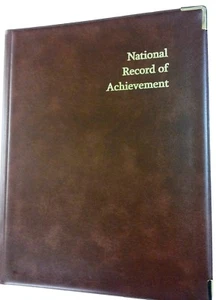 National
Record of
Achievement